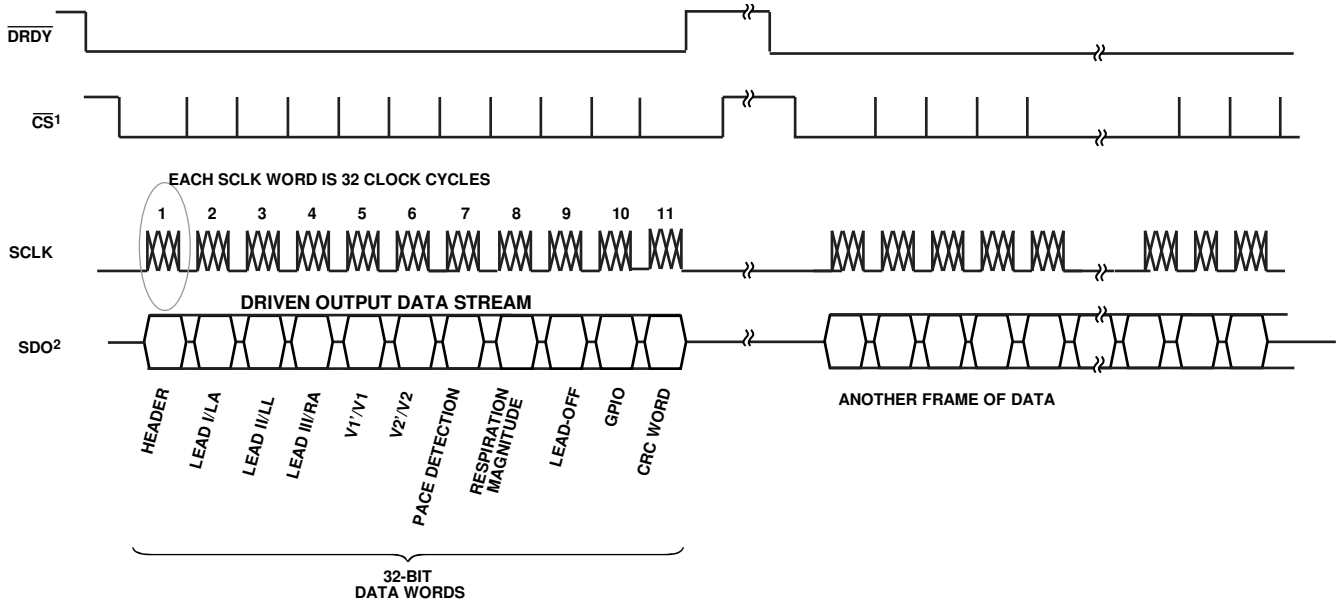 DRDY
CS1
EACH SCLK WORD IS 32 CLOCK CYCLES
1 2 3 4 5 6 7 8 9 10 11
SCLK
DRIVEN OUTPUT DATA STREAM
SDO2
HEADER
LEAD I/LA
LEAD II/LL
LEAD III/RA
V1'/V1
V2'/V2
PACE DETECTION
RESPIRATION
MAGNITUDE
LEAD-OFF
GPIO
CRC WORD
ANOTHER FRAME OF DATA
32-BIT
DATA WORDS